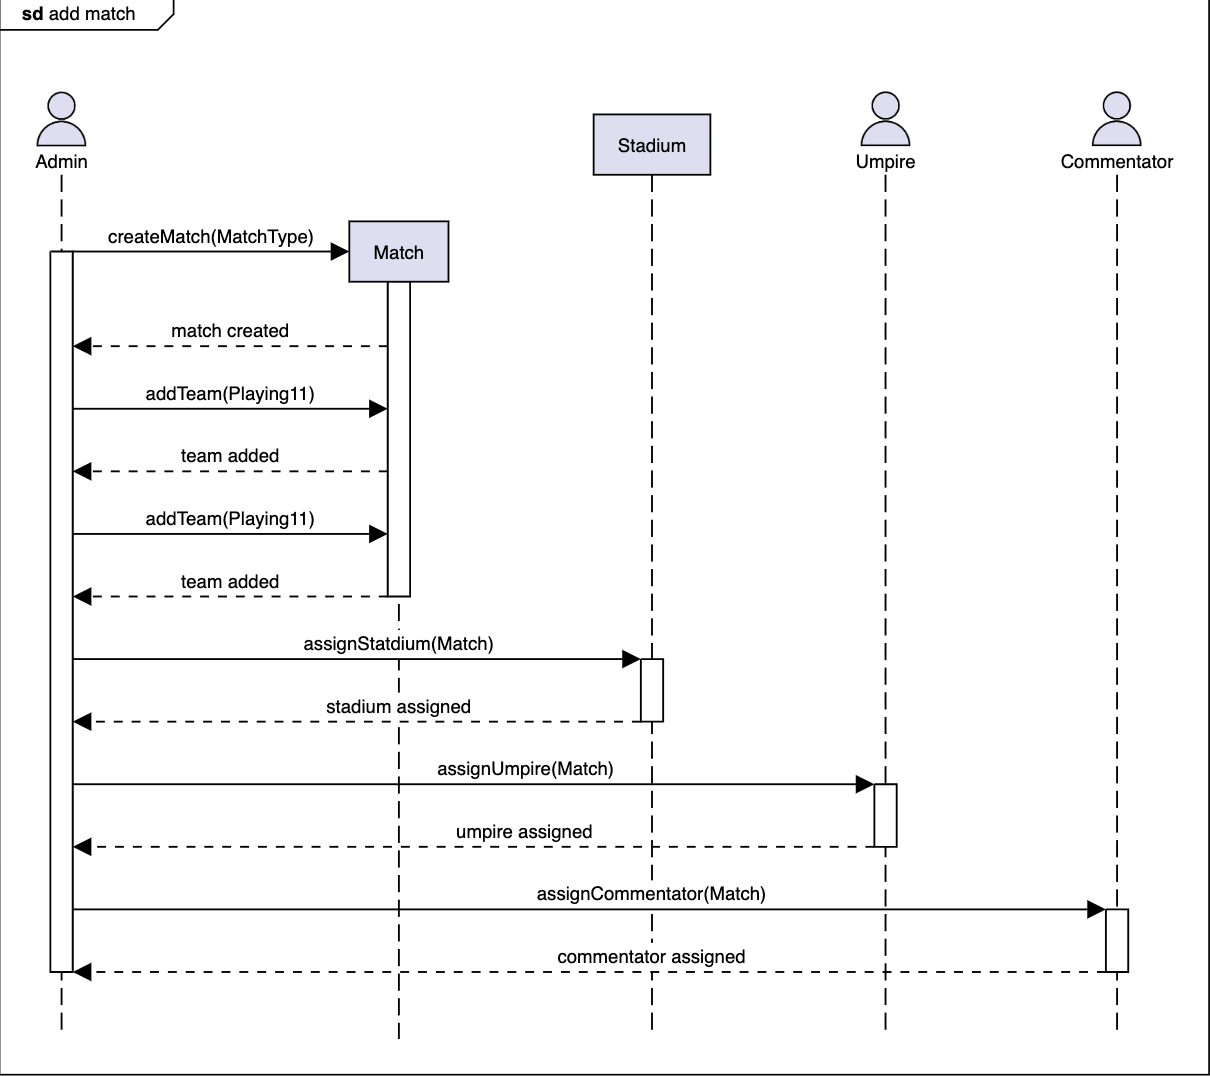 sd add match
Admin
Stadium
Umpire
Commentator
createMatch(MatchType)
Match
match created
addTeam(Playing11)
team added
addTeam(Playing11)
team added
assignStatdium(Match)
stadium assigned
assignUmpire(Match)
umpire assigned
assignCommentator(Match)
commentator assigned